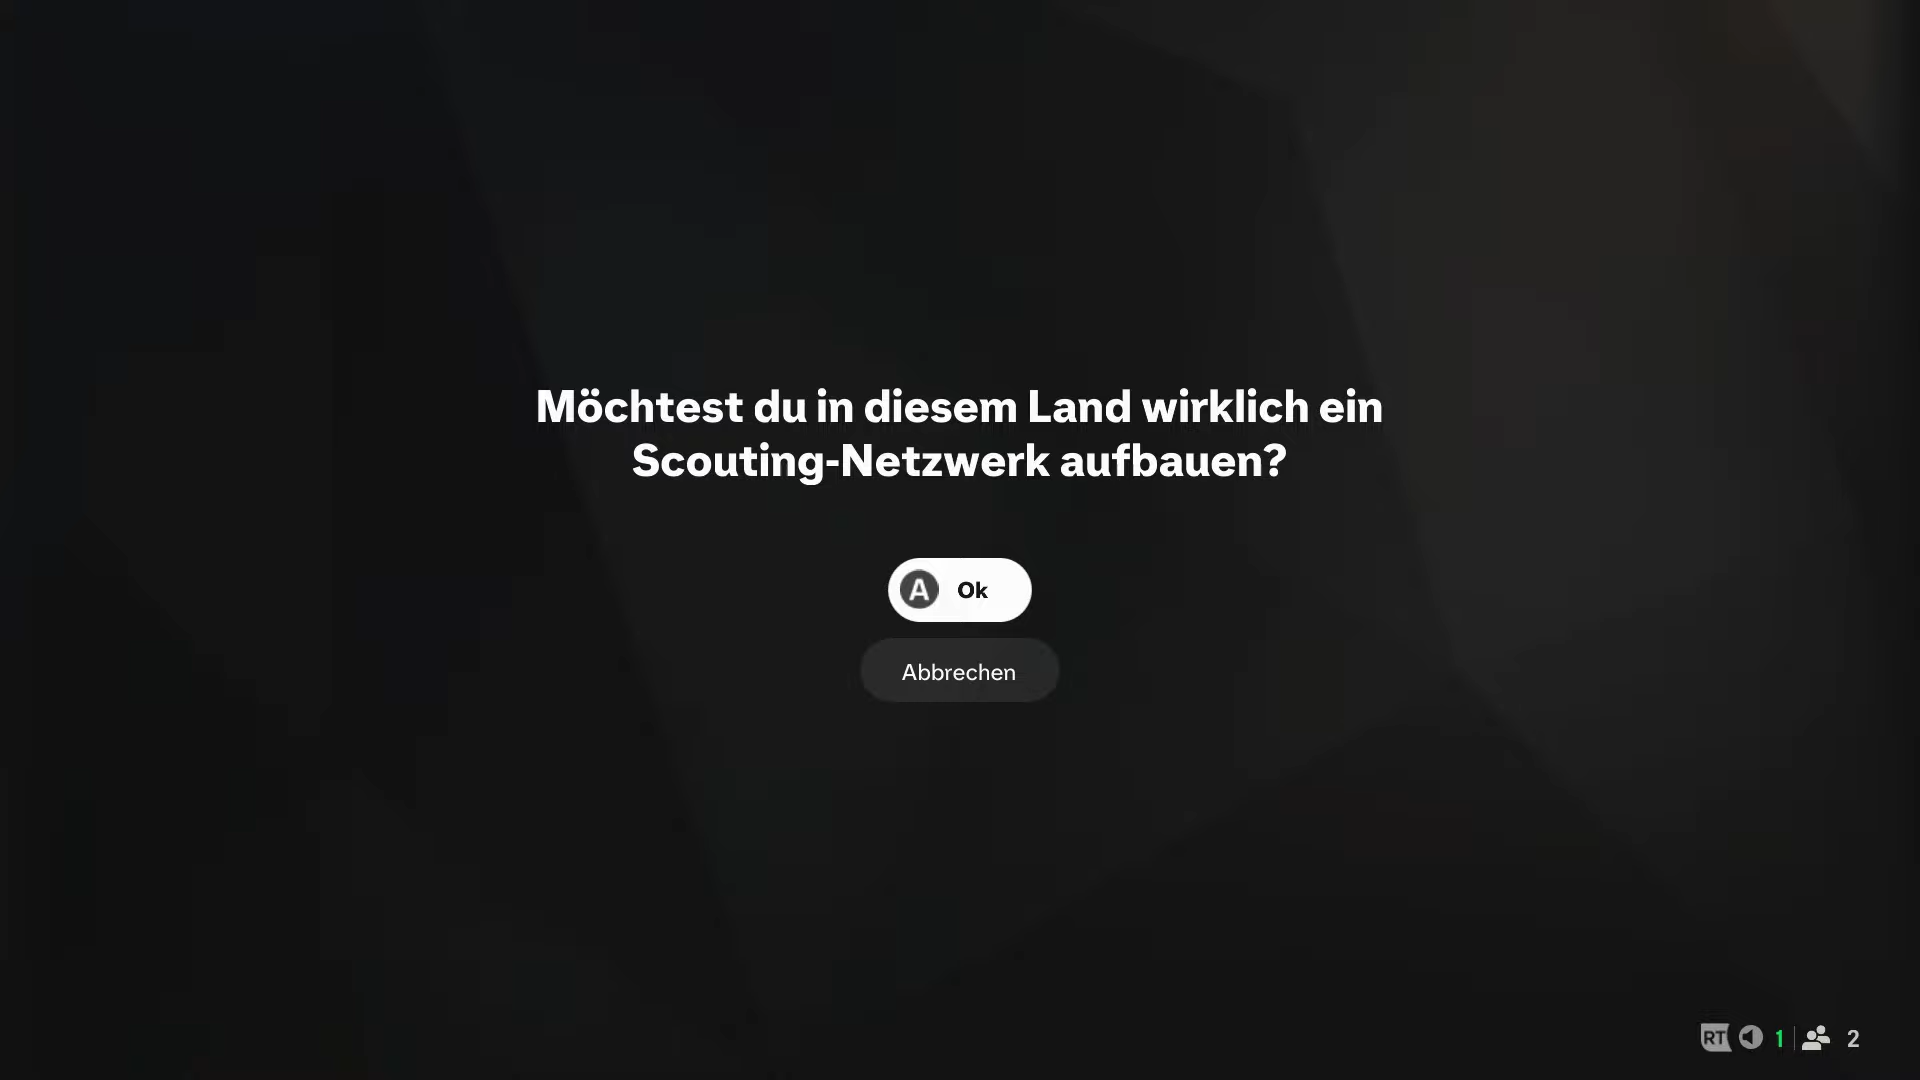 Möchtest du in diesem Land wirklich ein
Scouting-Netzwerk aufbauen?
A Ok
Abbrechen
RT 1 2